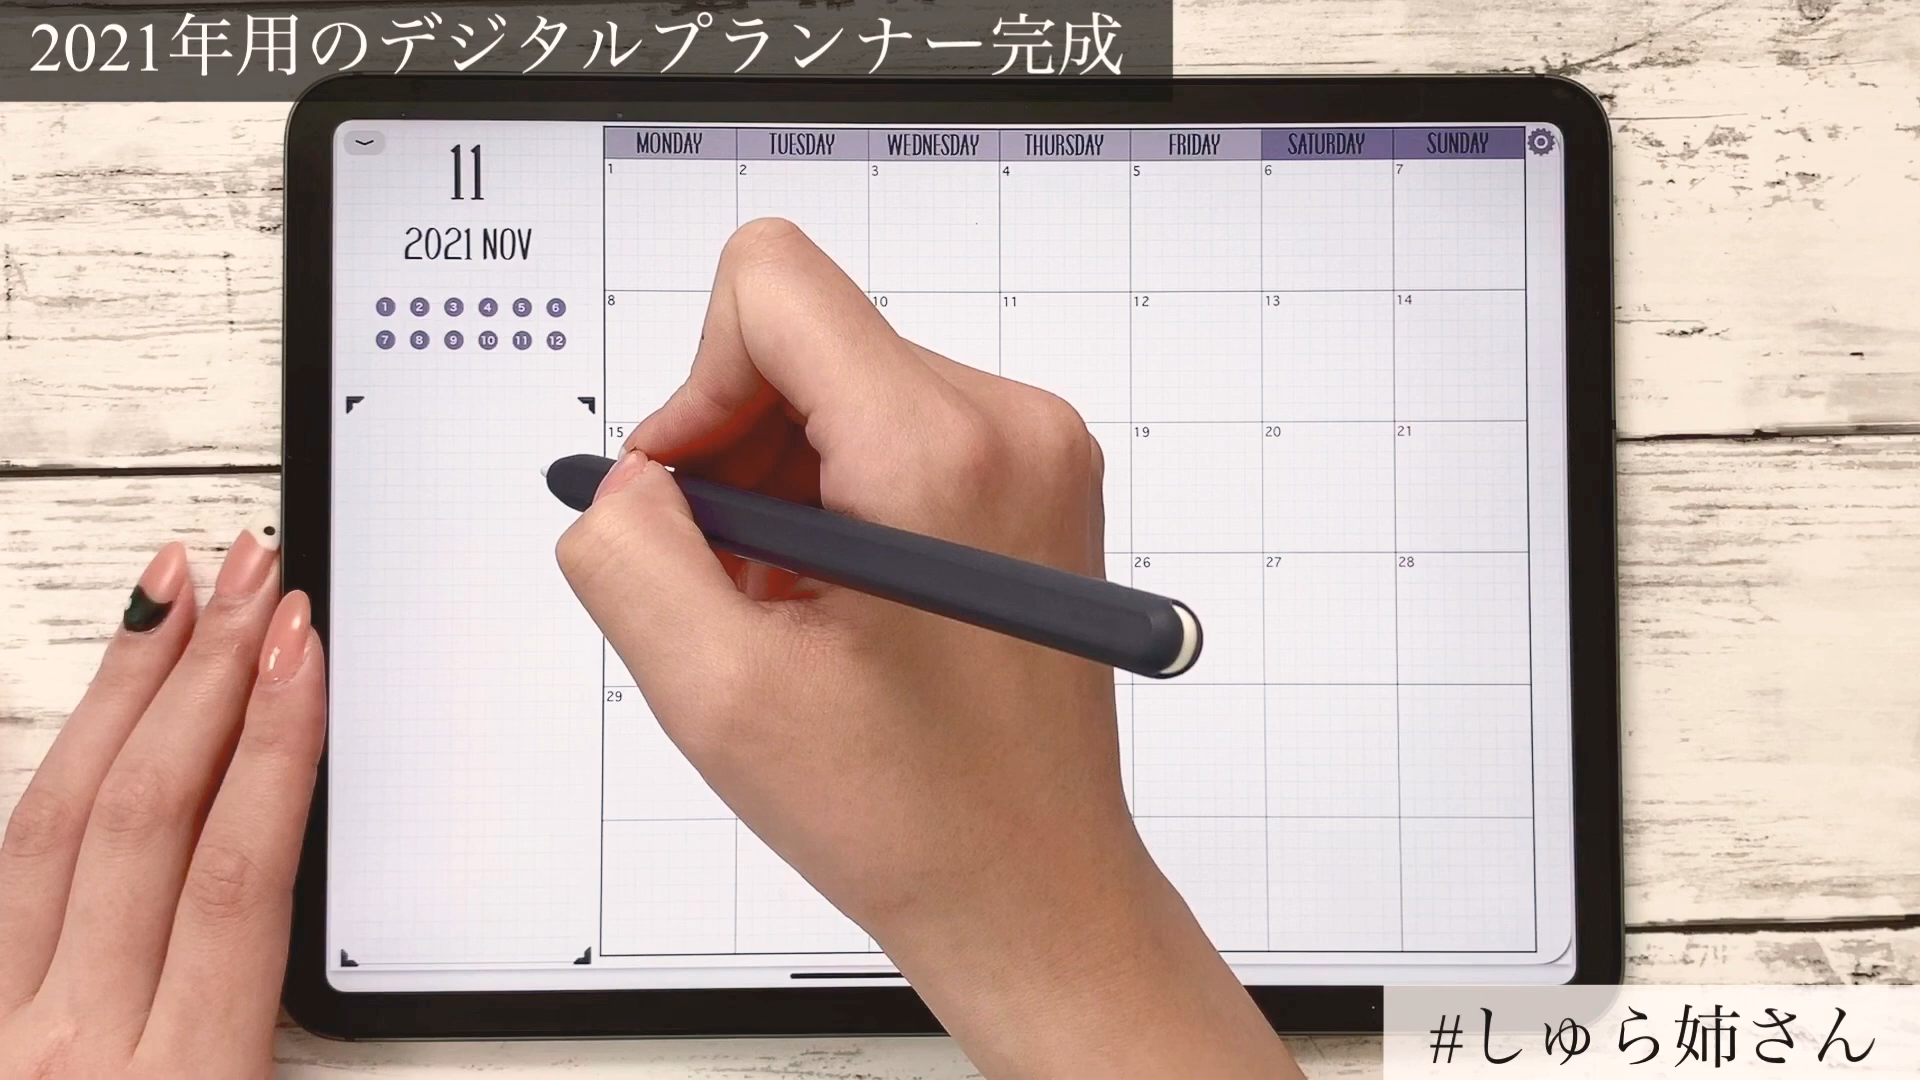 2021年用のデジタルプランナー完成
11
2021 NOV
1 2 3 4 5 6
7 8 9 10 11 12
MONDAY TUESDAY WEDNESDAY THURSDAY FRIDAY SATURDAY SUNDAY
1 2 3 4 5 6 7
8 10 11 12 13 14
15 19 20 21
26 27 28
29
#しゅら姉さん